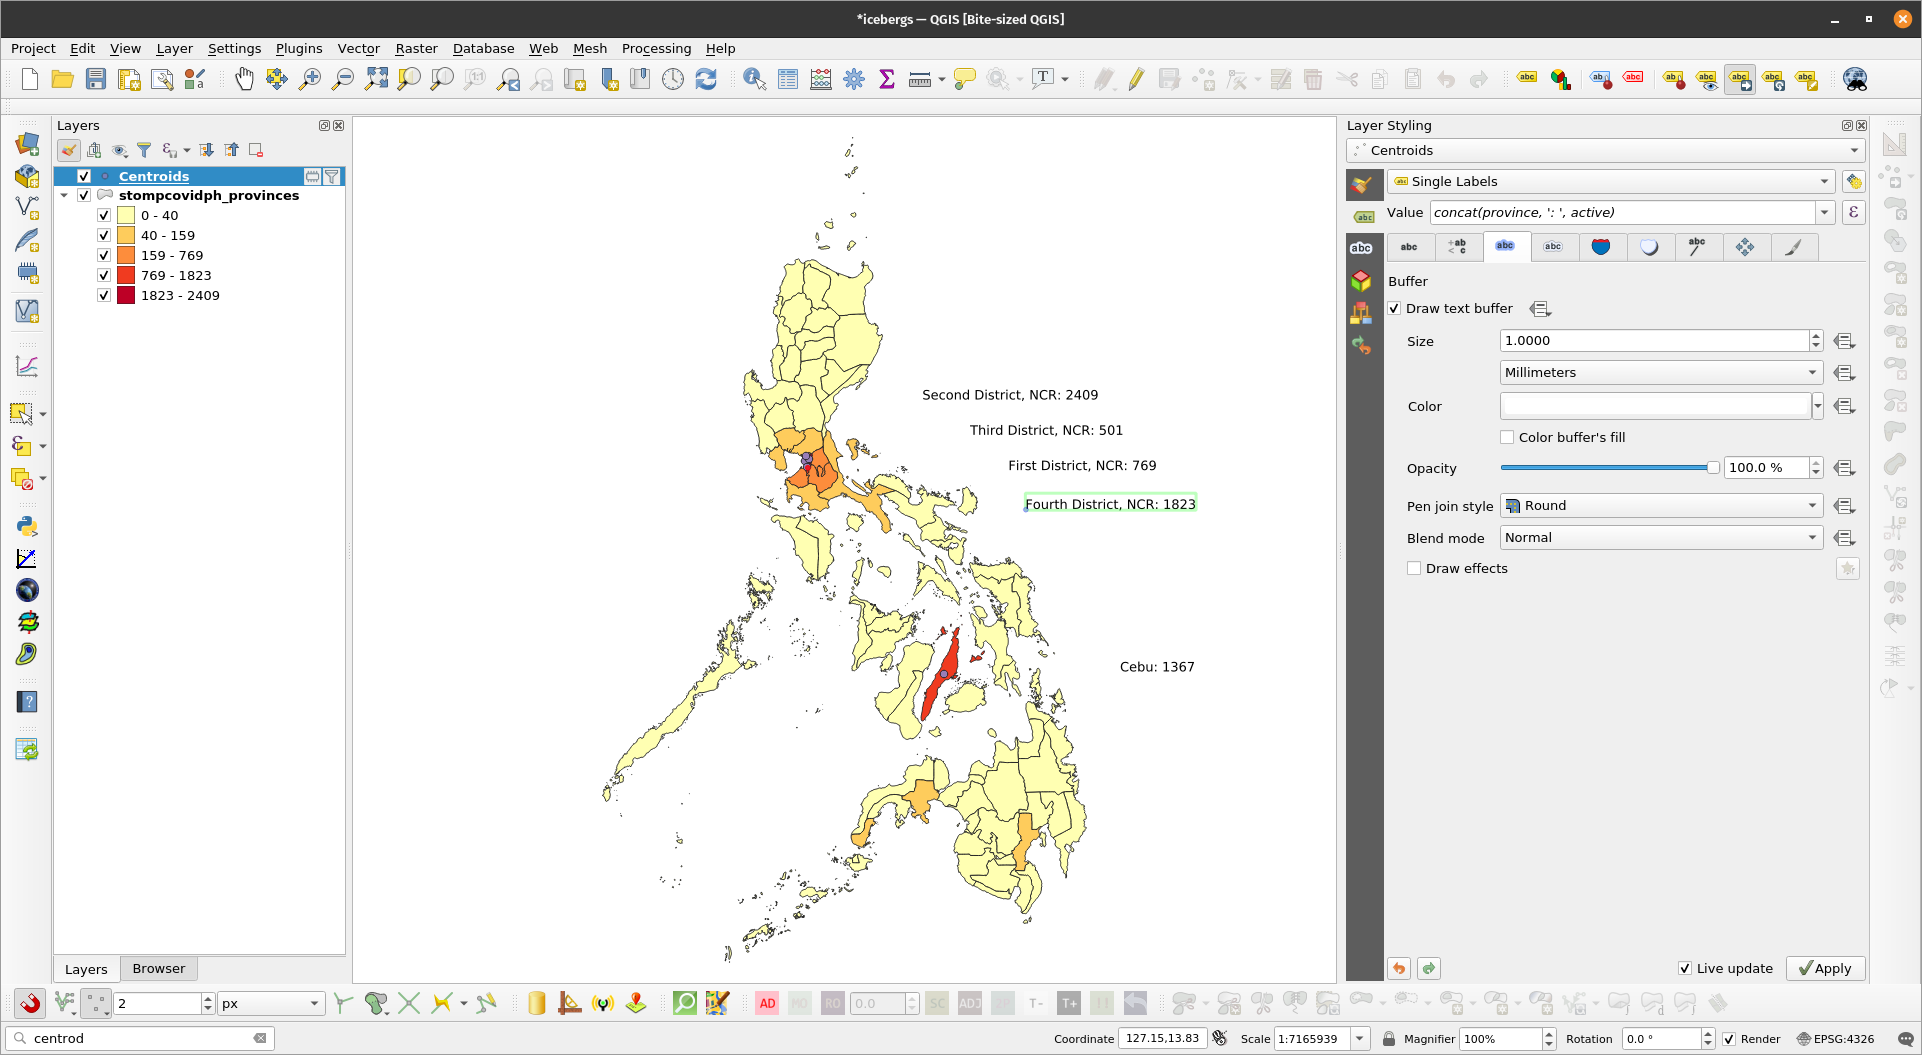 *icebergs — QGIS [Bite-sized QGIS]
Project Edit View Layer Settings Plugins Vector Raster Database Web Mesh Processing Help
Layers
Centroids
stompcovidph_provinces
0 - 40
40 - 159
159 - 769
769 - 1823
1823 - 2409
Layers Browser
Second District, NCR: 2409
Third District, NCR: 501
First District, NCR: 769
Fourth District, NCR: 1823
Cebu: 1367
Layer Styling
Centroids
Single Labels
Value concat(province, ': ', active)
Buffer
Draw text buffer
Size 1.0000
Millimeters
Color
Color buffer's fill
Opacity 100.0 %
Pen join style Round
Blend mode Normal
Draw effects
Live update Apply
2 px AD MO RO 0.0 SC ADJ T- T+
centrod
Coordinate 127.15,13.83 Scale 1:7165939 Magnifier 100% Rotation 0.0 ° Render EPSG:4326